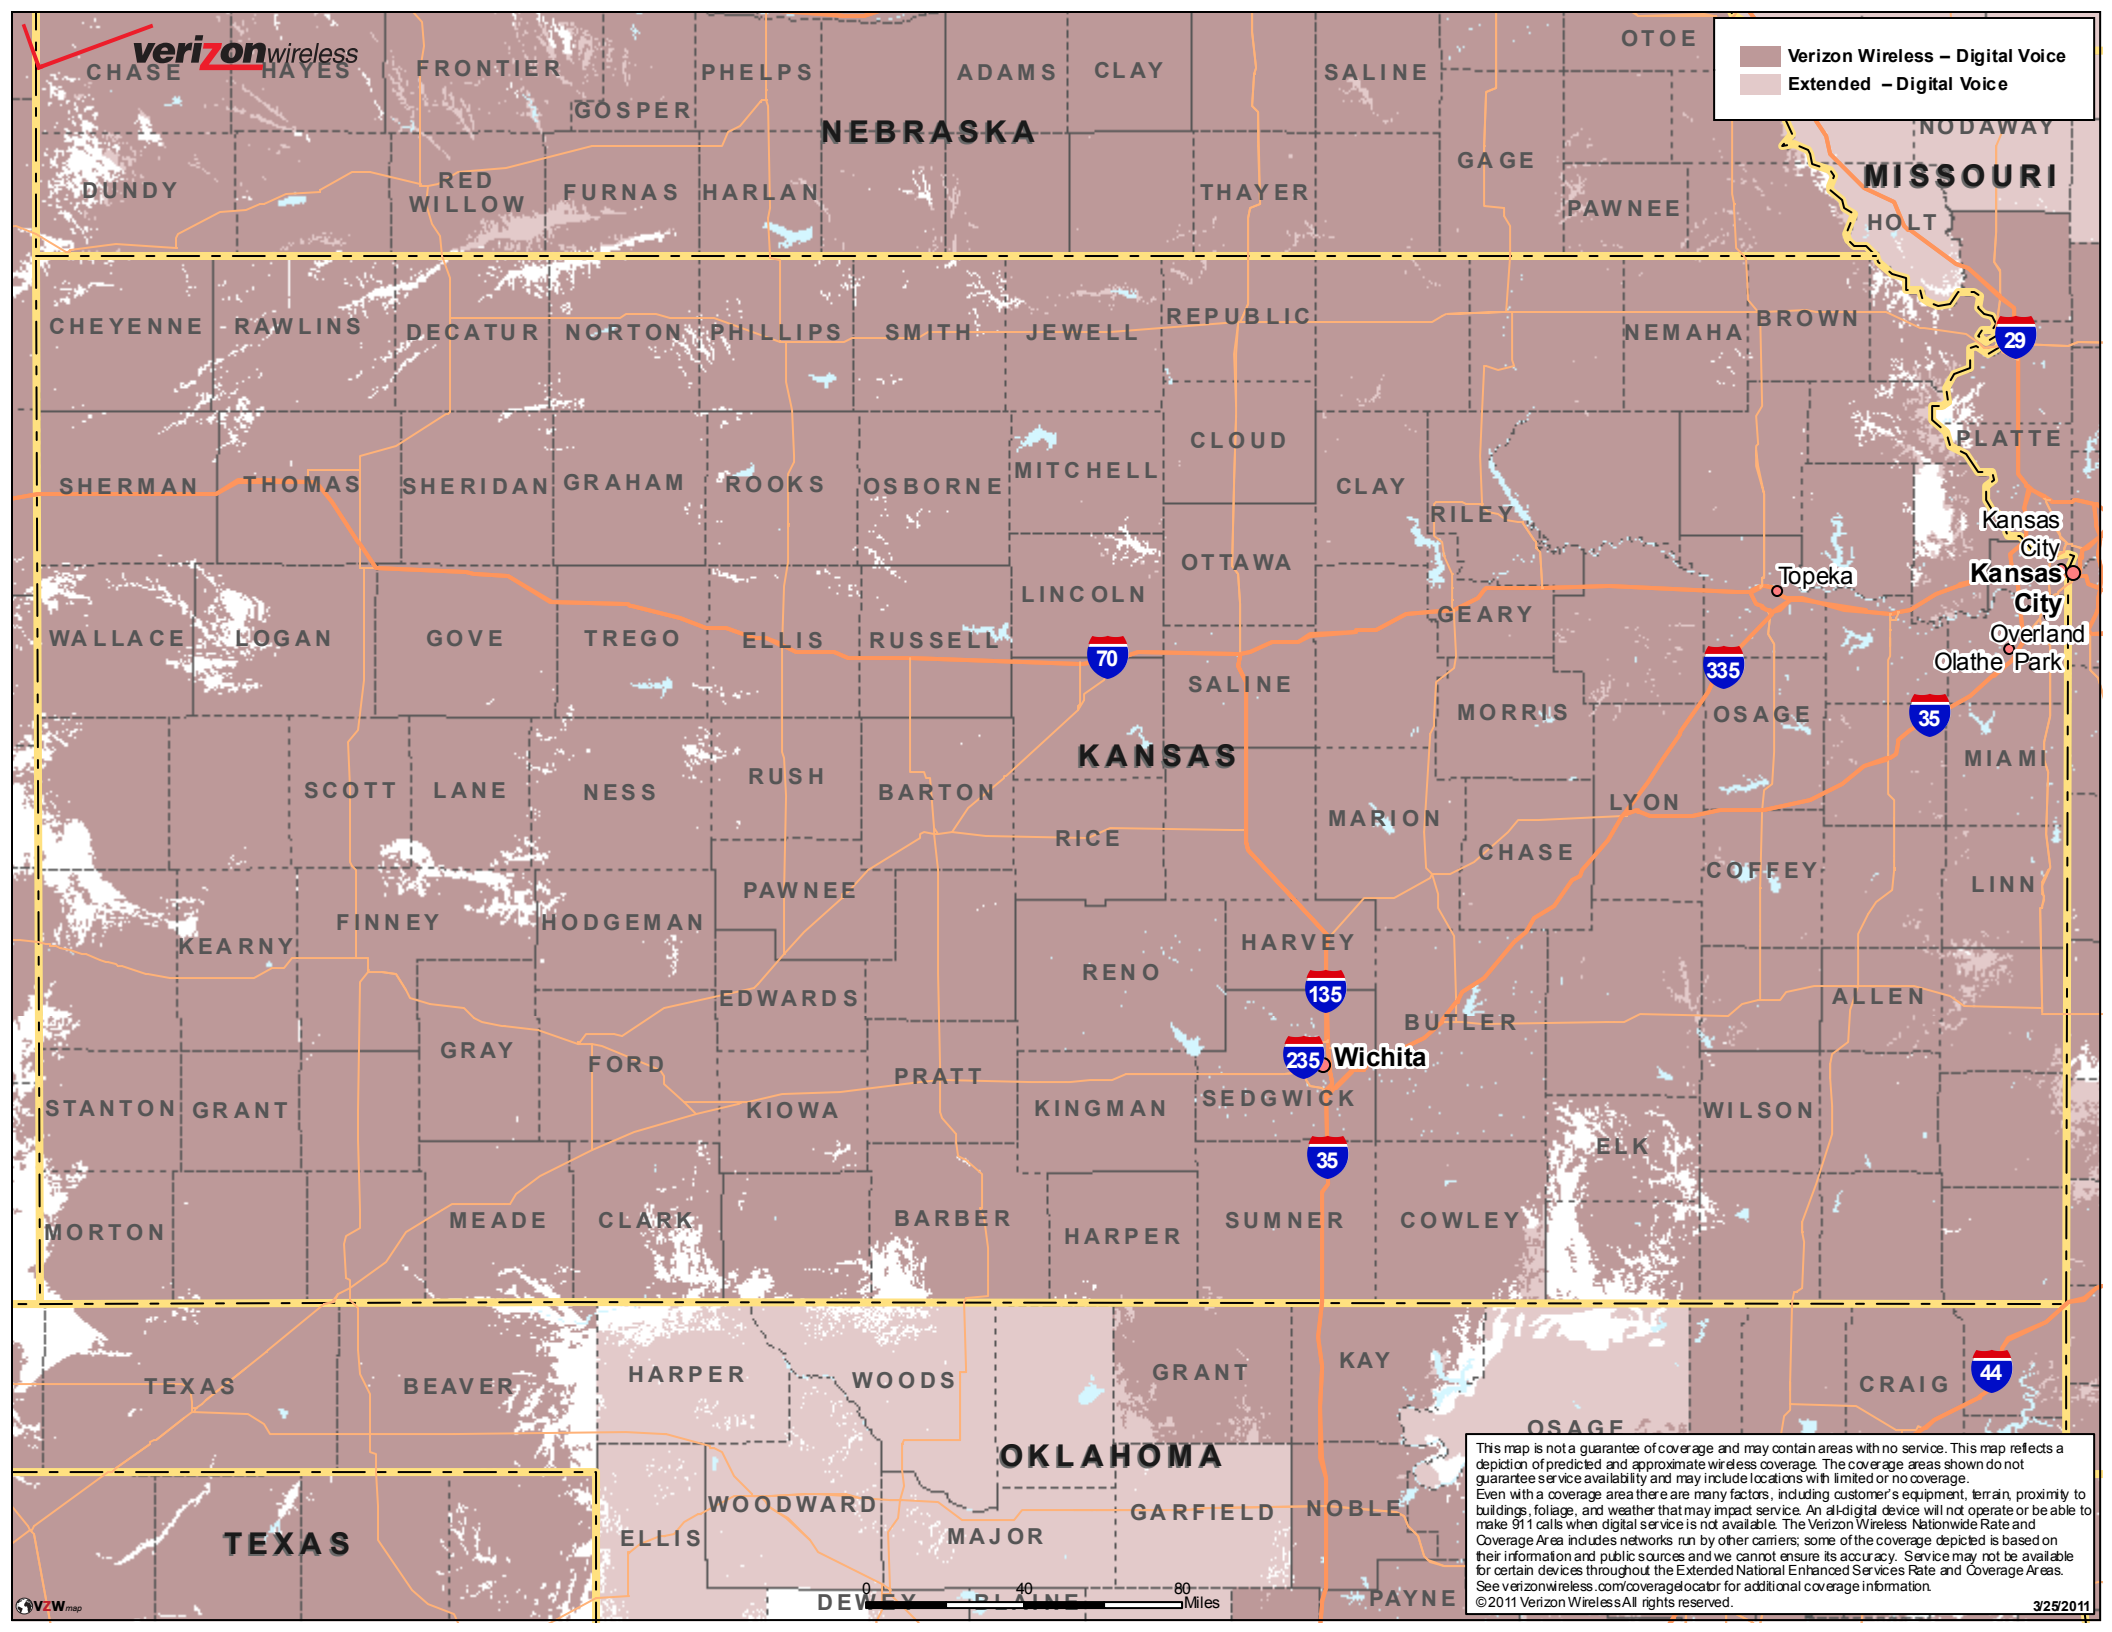 verizonwireless
Verizon Wireless – Digital Voice
Extended – Digital Voice
OTOE
CHASE HAYES FRONTIER PHELPS ADAMS CLAY SALINE
GOSPER
NEBRASKA
NODAWAY
GAGE
MISSOURI
DUNDY RED WILLOW FURNAS HARLAN THAYER PAWNEE
HOLT
CHEYENNE RAWLINS DECATUR NORTON PHILLIPS SMITH JEWELL REPUBLIC NEMAHA BROWN
29
CLOUD PLATTE
SHERMAN THOMAS SHERIDAN GRAHAM ROOKS OSBORNE MITCHELL CLAY
RILEY
Kansas
City
OTTAWA
Topeka
Kansas
City
LINCOLN GEARY
WALLACE LOGAN GOVE TREGO ELLIS RUSSELL
Overland
Olathe Park
70
335
SALINE
MORRIS OSAGE
35
KANSAS
MIAMI
SCOTT LANE NESS RUSH BARTON
LYON
MARION
RICE
CHASE
COFFEY
LINN
PAWNEE
FINNEY HODGEMAN
KEARNY
HARVEY
RENO
135
EDWARDS
ALLEN
BUTLER
GRAY
FORD
235
Wichita
PRATT
STANTON GRANT KIOWA KINGMAN SEDGWICK WILSON
ELK
35
MORTON MEADE CLARK BARBER HARPER SUMNER COWLEY
TEXAS BEAVER HARPER WOODS GRANT KAY
CRAIG
44
OSAGE
OKLAHOMA
WOODWARD GARFIELD NOBLE
ELLIS MAJOR
TEXAS
DEWEY BLAINE PAYNE
0 40 80
Miles
This map is not a guarantee of coverage and may contain areas with no service. This map reflects a
depiction of predicted and approximate wireless coverage. The coverage areas shown do not
guarantee service availability and may include locations with limited or no coverage.
Even with a coverage area there are many factors, including customer's equipment, terrain, proximity to
buildings, foliage, and weather that may impact service. An all-digital device will not operate or be able to
make 911 calls when digital service is not available. The Verizon Wireless Nationwide Rate and
Coverage Area includes networks run by other carriers; some of the coverage depicted is based on
their information and public sources and we cannot ensure its accuracy. Service may not be available
for certain devices throughout the Extended National Enhanced Services Rate and Coverage Areas.
See verizonwireless.com/coveragelocator for additional coverage information.
© 2011 Verizon Wireless All rights reserved.
3/25/2011
VZWmap